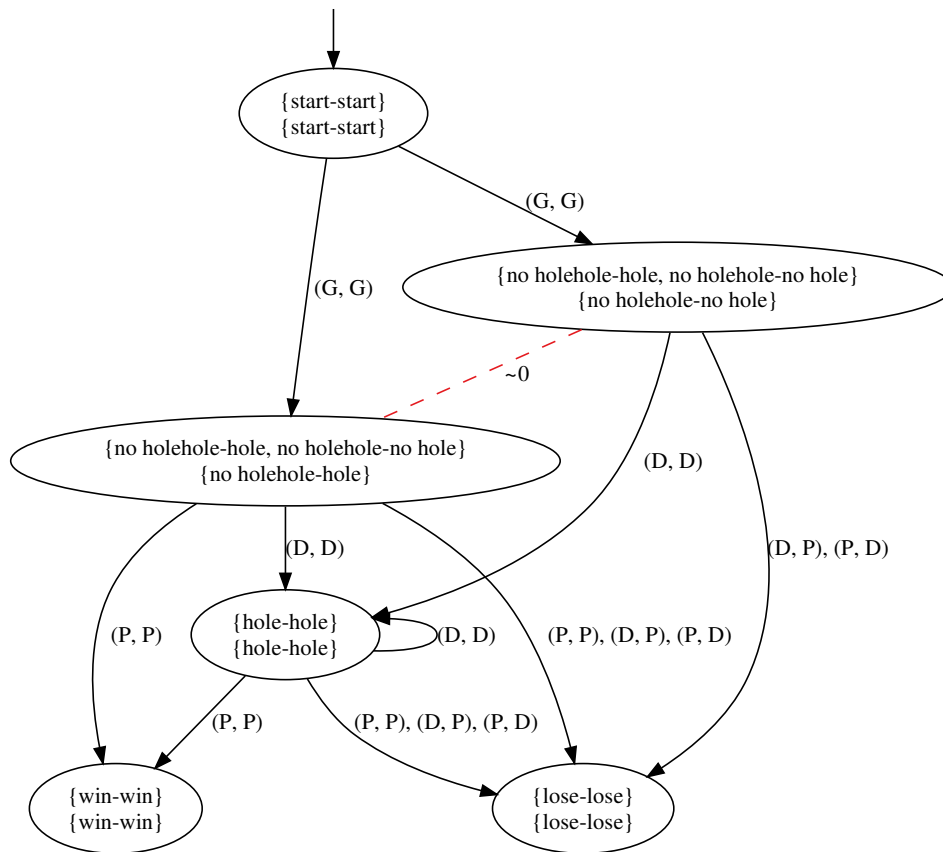 {start-start}
{start-start}
(G, G)
(G, G)
{no holehole-hole, no holehole-no hole}
{no holehole-no hole}
~0
{no holehole-hole, no holehole-no hole}
{no holehole-hole}
(D, D)
(D, D)
(D, P), (P, D)
{hole-hole}
{hole-hole}
(D, D)
(P, P)
(P, P), (D, P), (P, D)
(P, P)
(P, P), (D, P), (P, D)
{win-win}
{win-win}
{lose-lose}
{lose-lose}